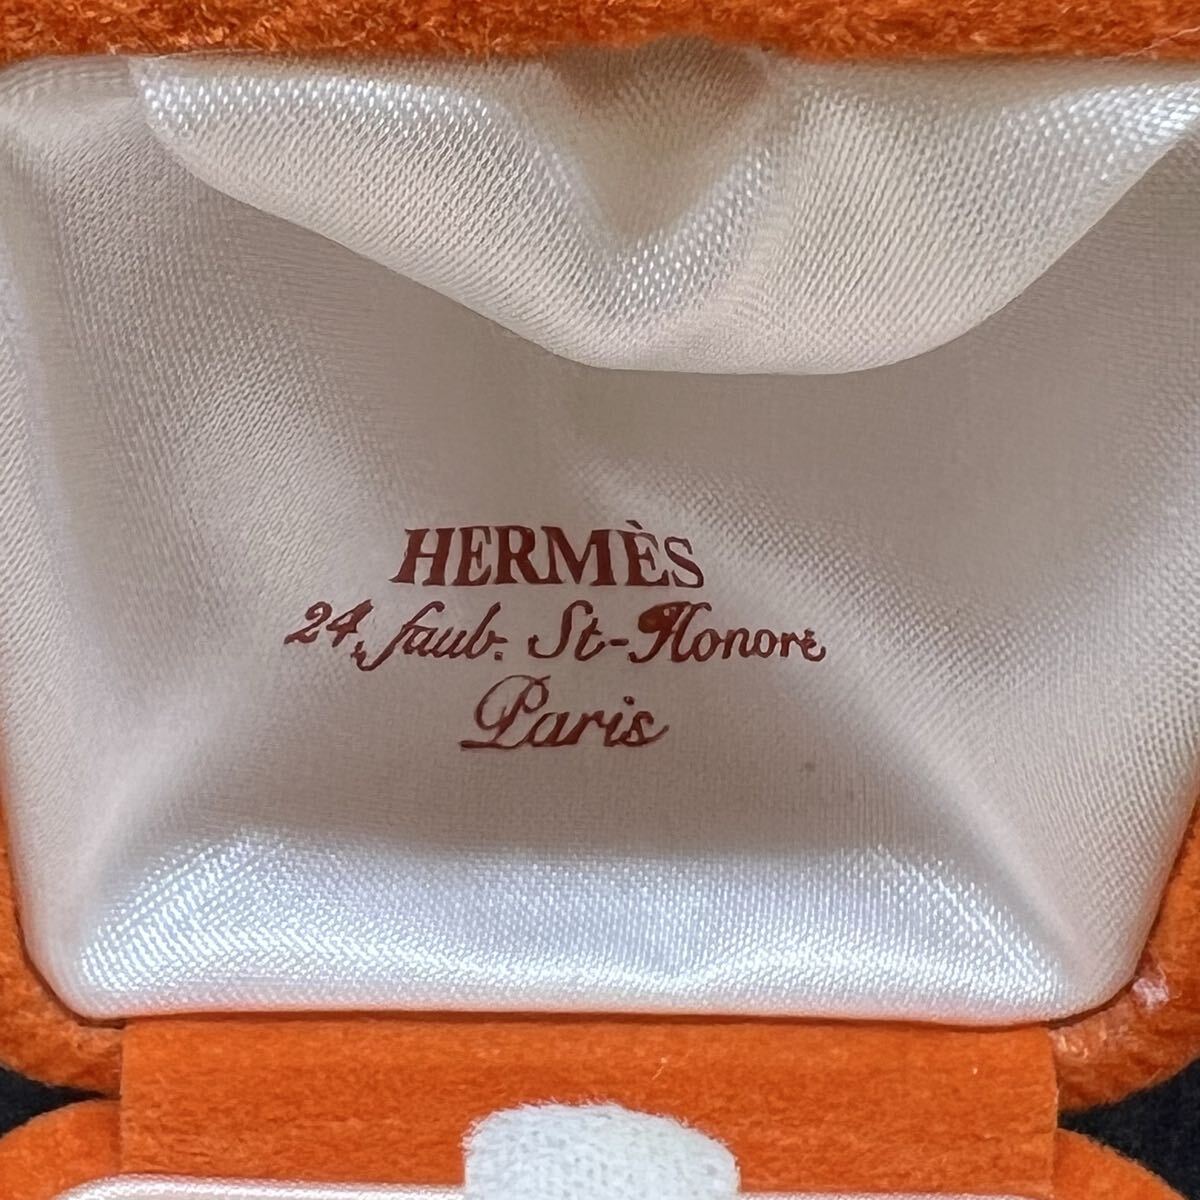 HERMÈS
24, faub. St-Honoré
Paris